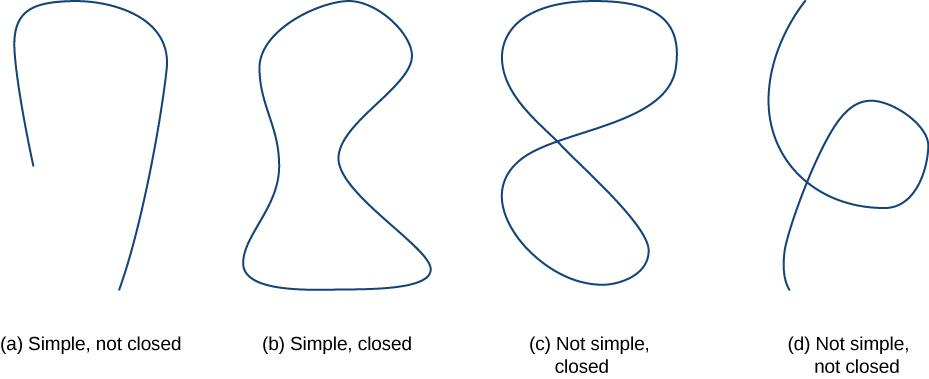 (a) Simple, not closed
(b) Simple, closed
(c) Not simple,
closed
(d) Not simple,
not closed